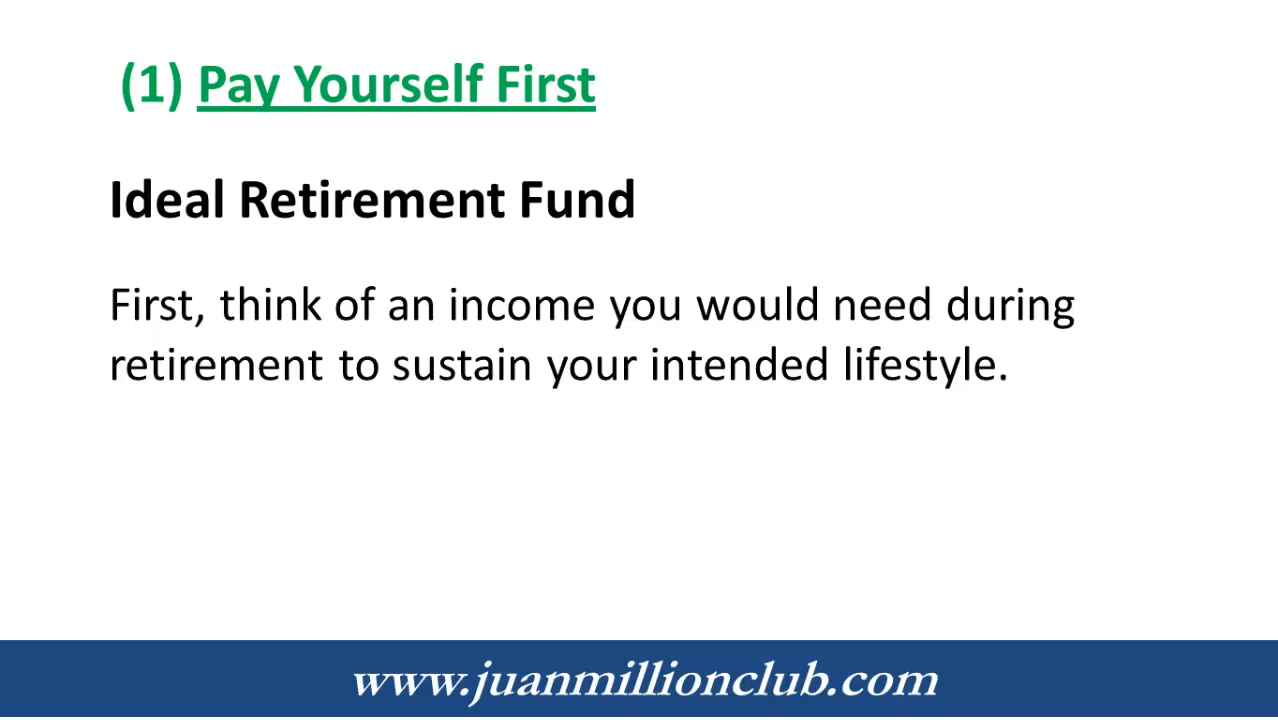 (1) Pay Yourself First
Ideal Retirement Fund
First, think of an income you would need during
retirement to sustain your intended lifestyle.
www.juanmillionclub.com